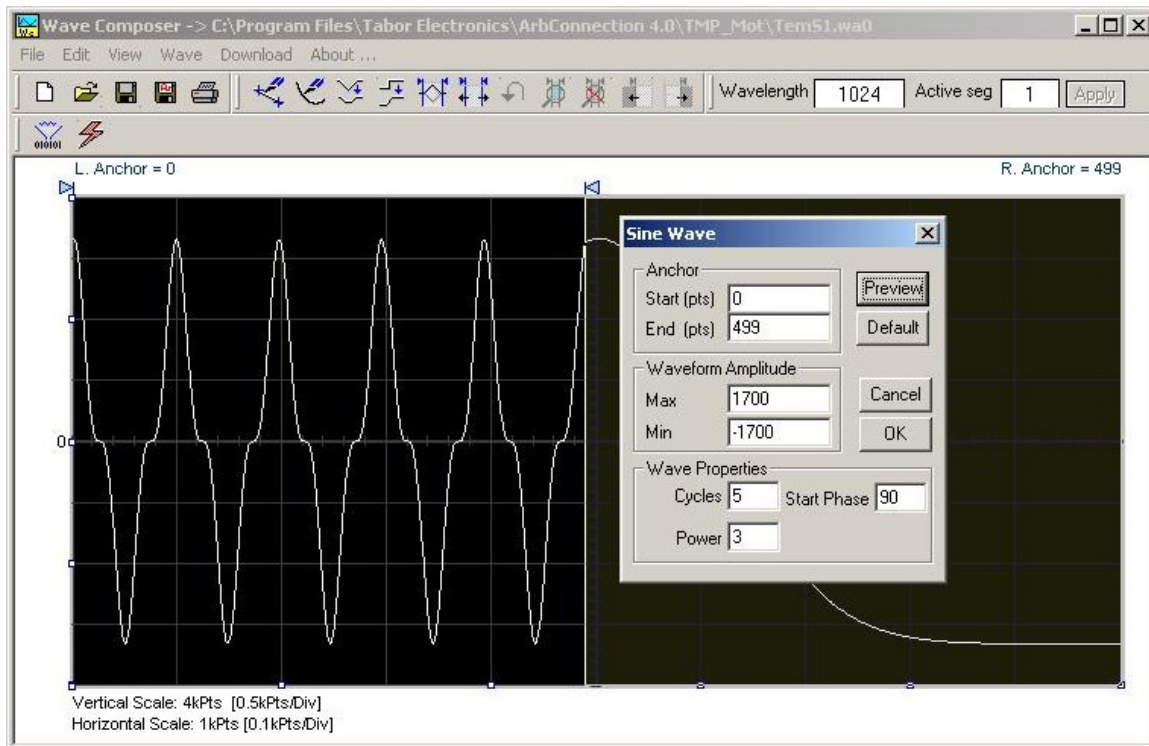 Wave Composer -> C:\Program Files\Tabor Electronics\ArbConnection 4.0\TMP_Mot\TemS1.wa0
File Edit View Wave Download About ...
Wavelength 1024 Active seg 1 Apply
010101
L. Anchor = 0 R. Anchor = 499
Sine Wave
Anchor
Start (pts) 0
End (pts) 499
Preview
Default
Waveform Amplitude
Max 1700
Min -1700
Cancel
OK
Wave Properties
Cycles 5 Start Phase 90
Power 3
0
Vertical Scale: 4kPts [0.5kPts/Div]
Horizontal Scale: 1kPts [0.1kPts/Div]